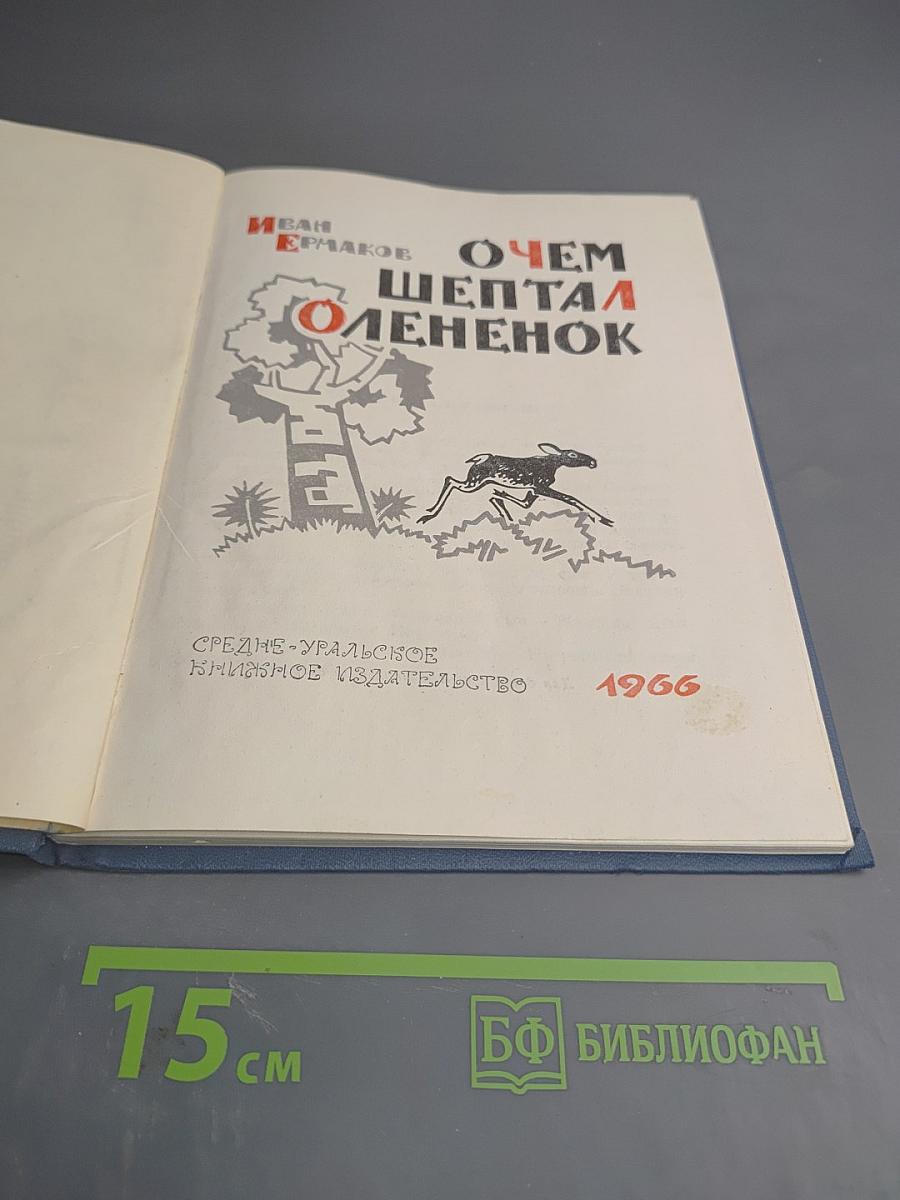 ИВАН
ЕРМАКОВ
О ЧЕМ
ШЕПТАЛ
ОЛЕНЕНОК
СРЕДНЕ-УРАЛЬСКОЕ
КНИЖНОЕ ИЗДАТЕЛЬСТВО
1966
15 см
БФ БИБЛИОФАН